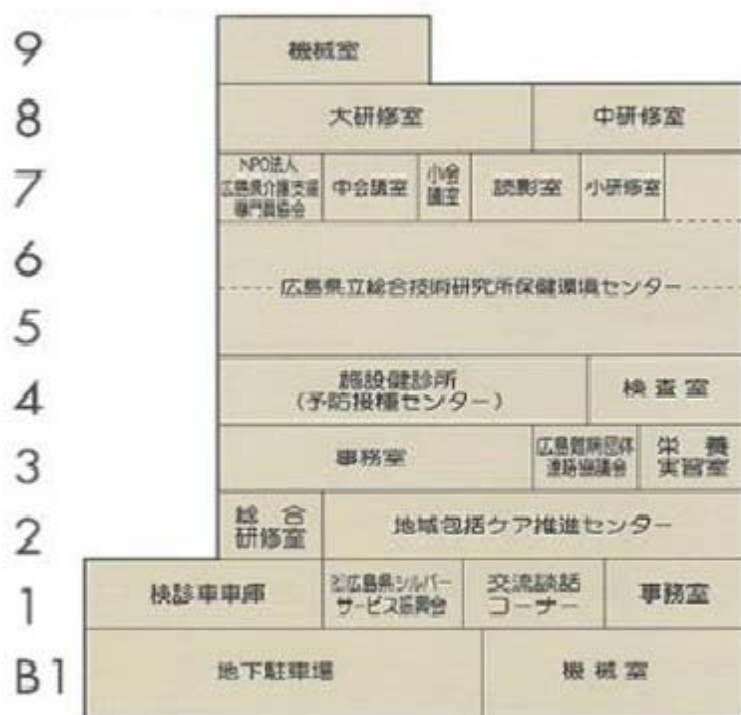 9
機械室
8
大研修室 中研修室
7
NPO法人
広島県介護支援
専門員協会
中会議室
小会
議室
読影室
小研修室
6
広島県立総合技術研究所保健環境センター
5
4
施設健診所
(予防接種センター)
検査室
3
事務室
広島難病団体
連絡協議会
栄養
実習室
2
総合
研修室
地域包括ケア推進センター
1
検診車車庫
広島県シルバー
サービス振興会
交流談話
コーナー
事務室
B1
地下駐車場 機械室